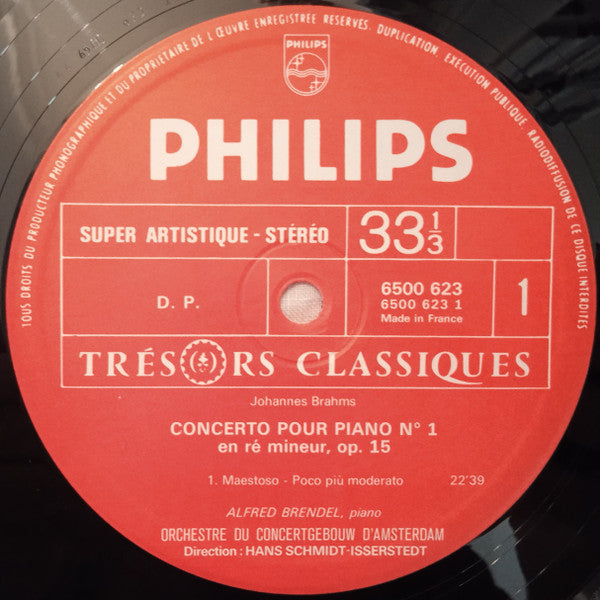 TOUS DROITS DU PRODUCTEUR PHONOGRAPHIQUE ET DU PROPRIETAIRE DE L'ŒUVRE ENREGISTREE RESERVES. DUPLICATION, EXECUTION PUBLIQUE, RADIODIFFUSION DE CE DISQUE INTERDITES
PHILIPS
PHILIPS
SUPER ARTISTIQUE - STÉRÉO
33 1/3
D. P.
6500 623
6500 623 1
Made in France
1
TRÉSORS CLASSIQUES
Johannes Brahms
CONCERTO POUR PIANO N° 1
en ré mineur, op. 15
1. Maestoso - Poco più moderato 22'39
ALFRED BRENDEL, piano
ORCHESTRE DU CONCERTGEBOUW D'AMSTERDAM
Direction : HANS SCHMIDT-ISSERSTEDT